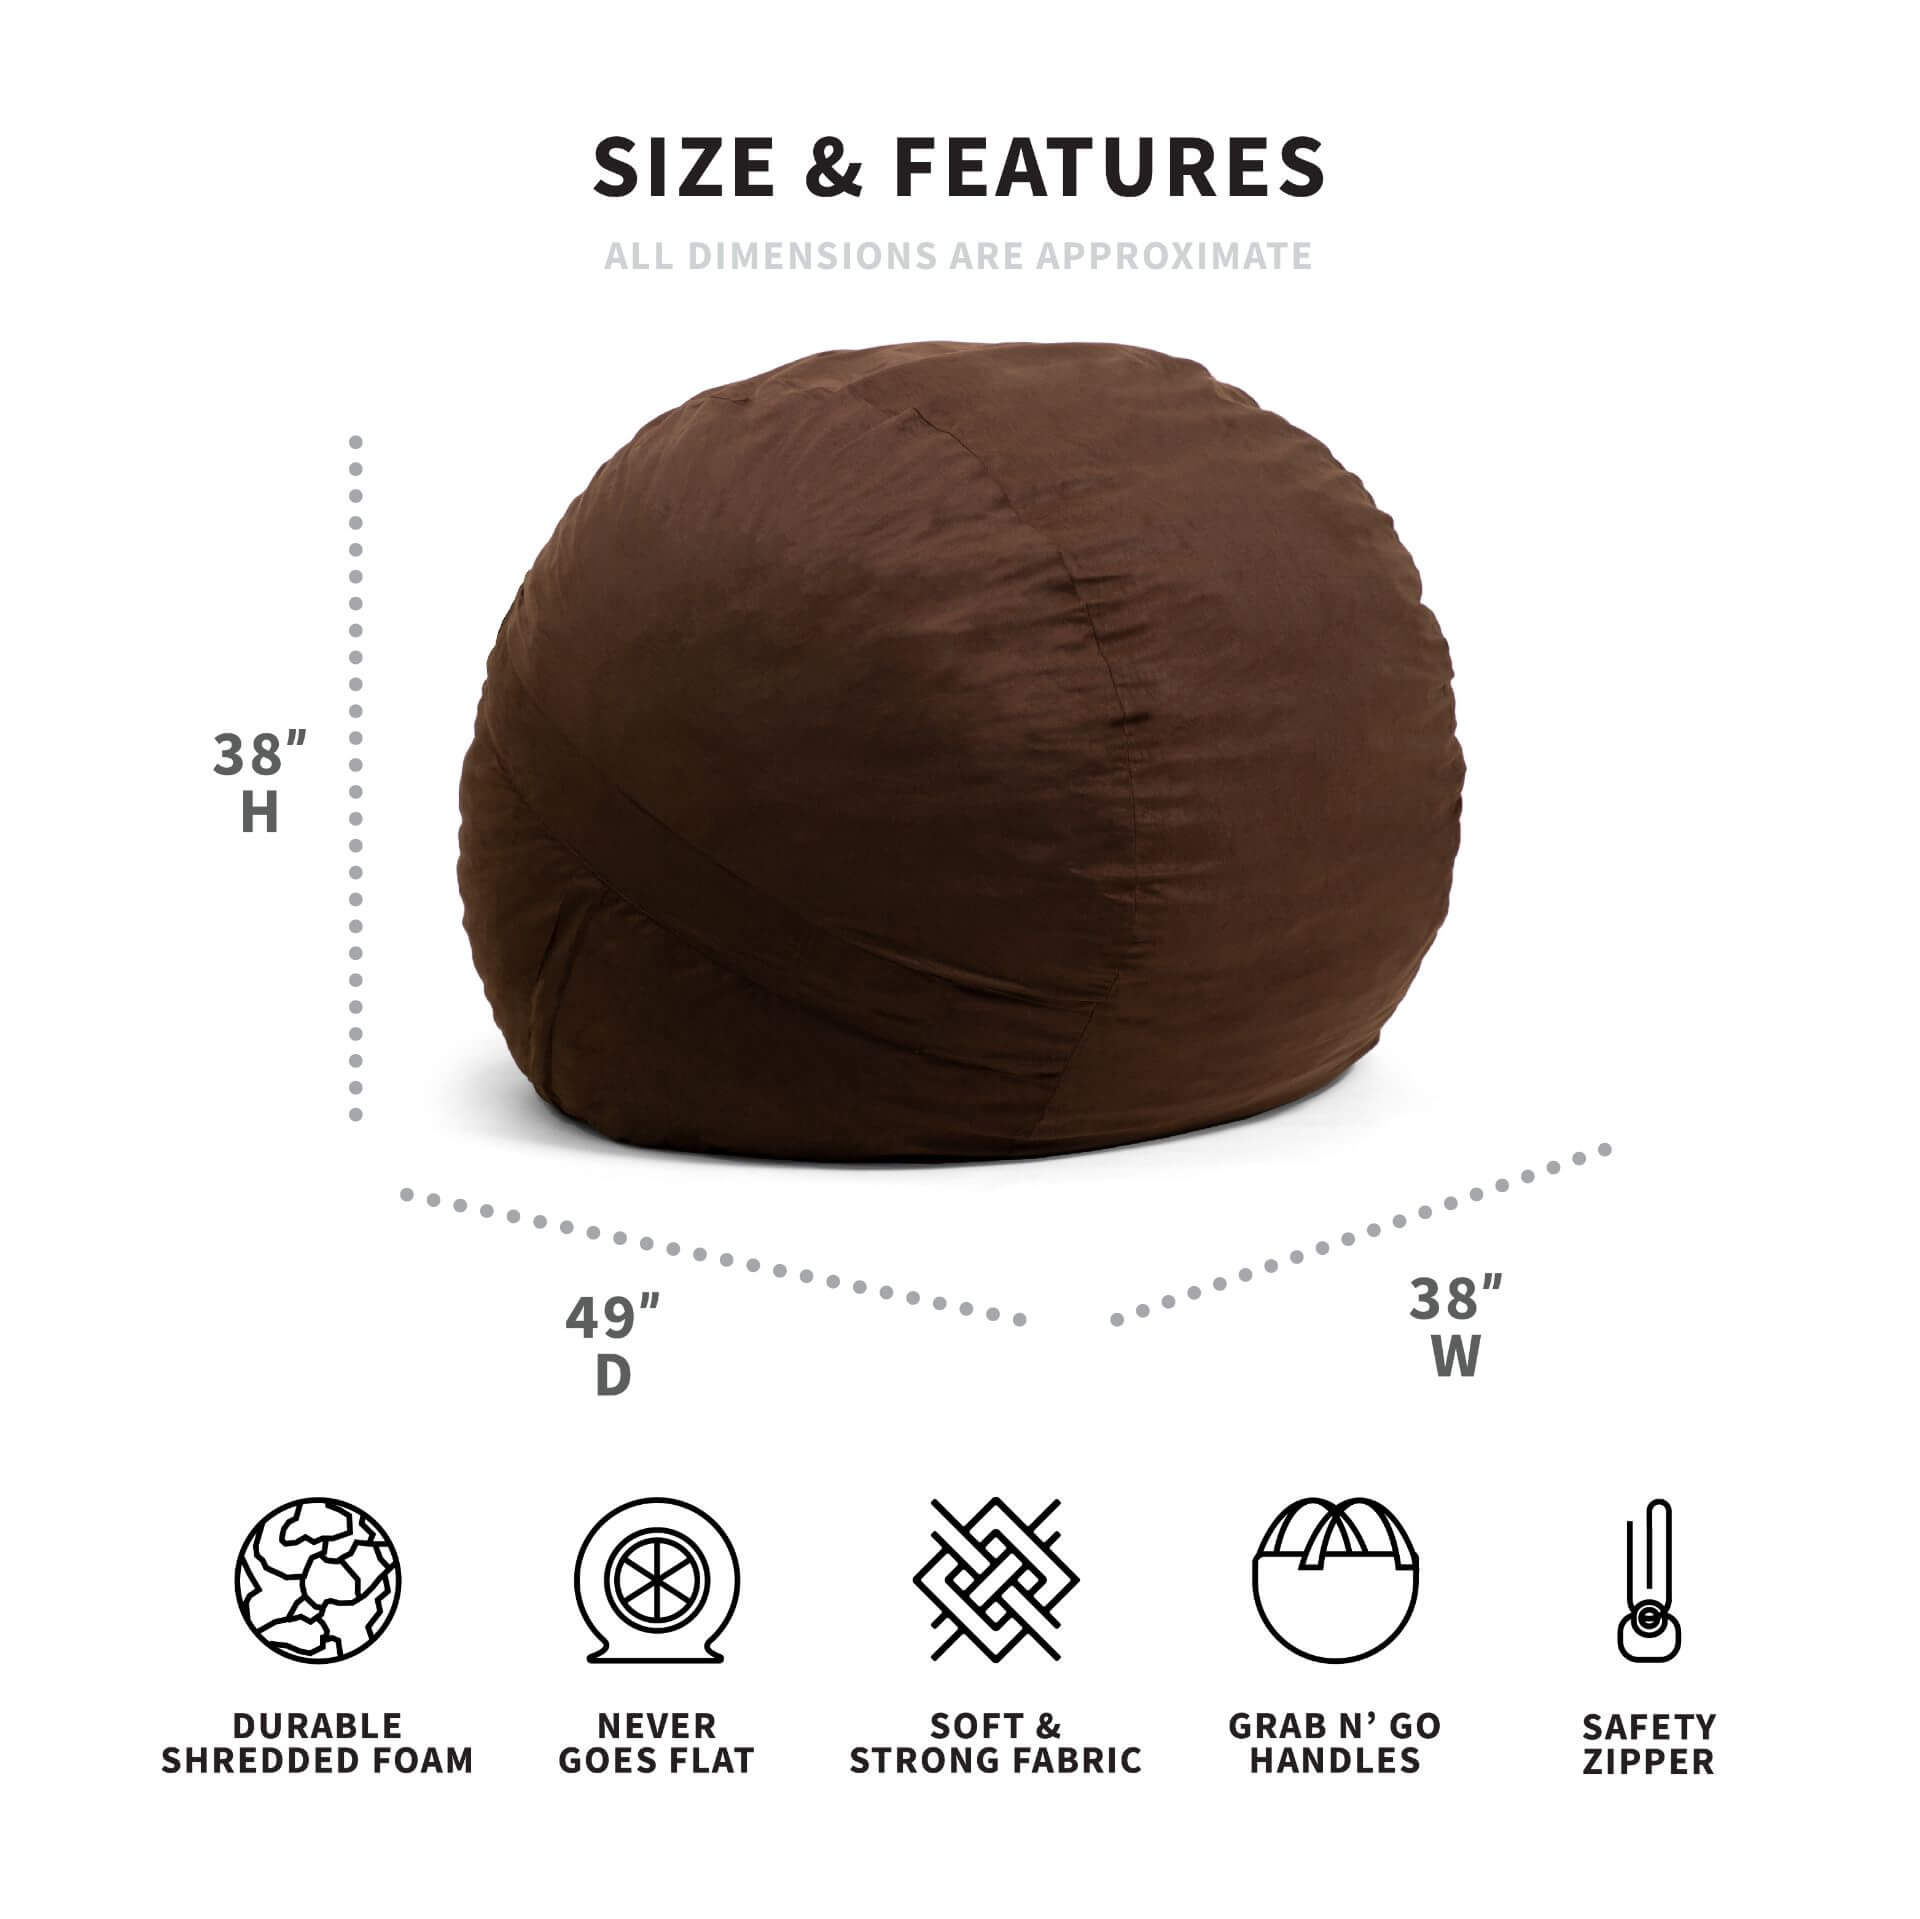 SIZE & FEATURES
ALL DIMENSIONS ARE APPROXIMATE
38"
H
49"
D
38"
W
DURABLE
SHREDDED FOAM
NEVER
GOES FLAT
SOFT &
STRONG FABRIC
GRAB N’ GO
HANDLES
SAFETY
ZIPPER